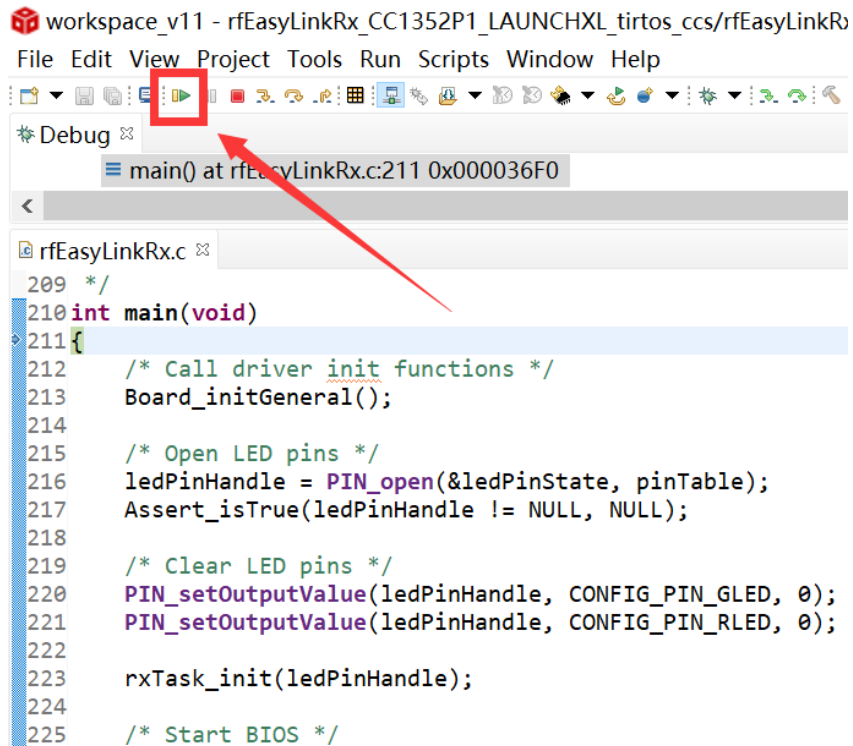 workspace_v11 - rfEasyLinkRx_CC1352P1_LAUNCHXL_tirtos_ccs/rfEasyLinkRx
File Edit View Project Tools Run Scripts Window Help
Debug
main() at rfEasyLinkRx.c:211 0x000036F0
rfEasyLinkRx.c
209 */
210 int main(void)
211 {
212 /* Call driver init functions */
213 Board_initGeneral();
214
215 /* Open LED pins */
216 ledPinHandle = PIN_open(&ledPinState, pinTable);
217 Assert_isTrue(ledPinHandle != NULL, NULL);
218
219 /* Clear LED pins */
220 PIN_setOutputValue(ledPinHandle, CONFIG_PIN_GLED, 0);
221 PIN_setOutputValue(ledPinHandle, CONFIG_PIN_RLED, 0);
222
223 rxTask_init(ledPinHandle);
224
225 /* Start BIOS */